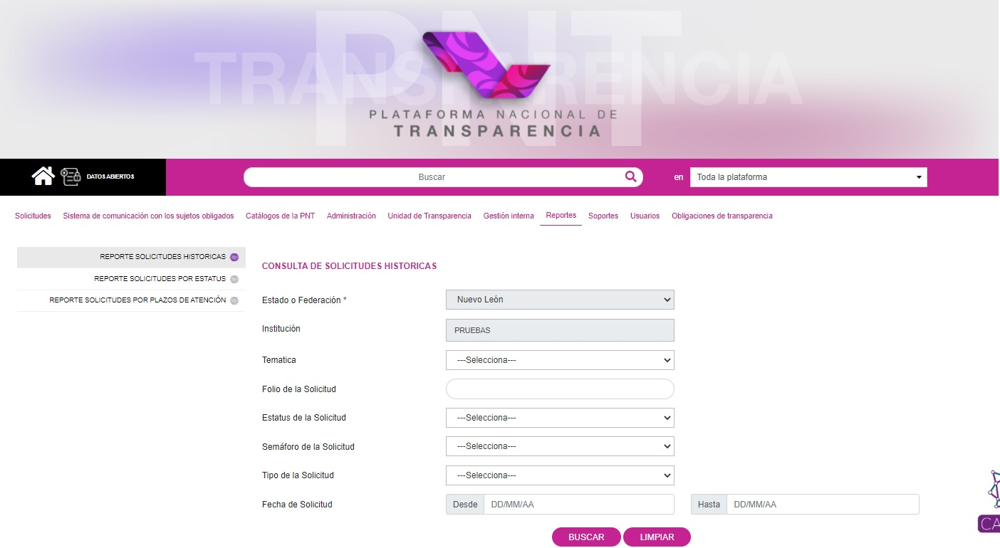 PNT
TRANSPARENCIA
PLATAFORMA NACIONAL DE
TRANSPARENCIA
DATOS ABIERTOS
Buscar
en
Toda la plataforma
Solicitudes Sistema de comunicación con los sujetos obligados Catálogos de la PNT Administración Unidad de Transparencia Gestión interna Reportes Soportes Usuarios Obligaciones de transparencia
REPORTE SOLICITUDES HISTORICAS
REPORTE SOLICITUDES POR ESTATUS
REPORTE SOLICITUDES POR PLAZOS DE ATENCIÓN
CONSULTA DE SOLICITUDES HISTORICAS
Estado o Federación * Nuevo León
Institución PRUEBAS
Tematica ---Selecciona---
Folio de la Solicitud
Estatus de la Solicitud ---Selecciona---
Semáforo de la Solicitud ---Selecciona---
Tipo de la Solicitud ---Selecciona---
Fecha de Solicitud Desde DD/MM/AA Hasta DD/MM/AA
CA
BUSCAR LIMPIAR